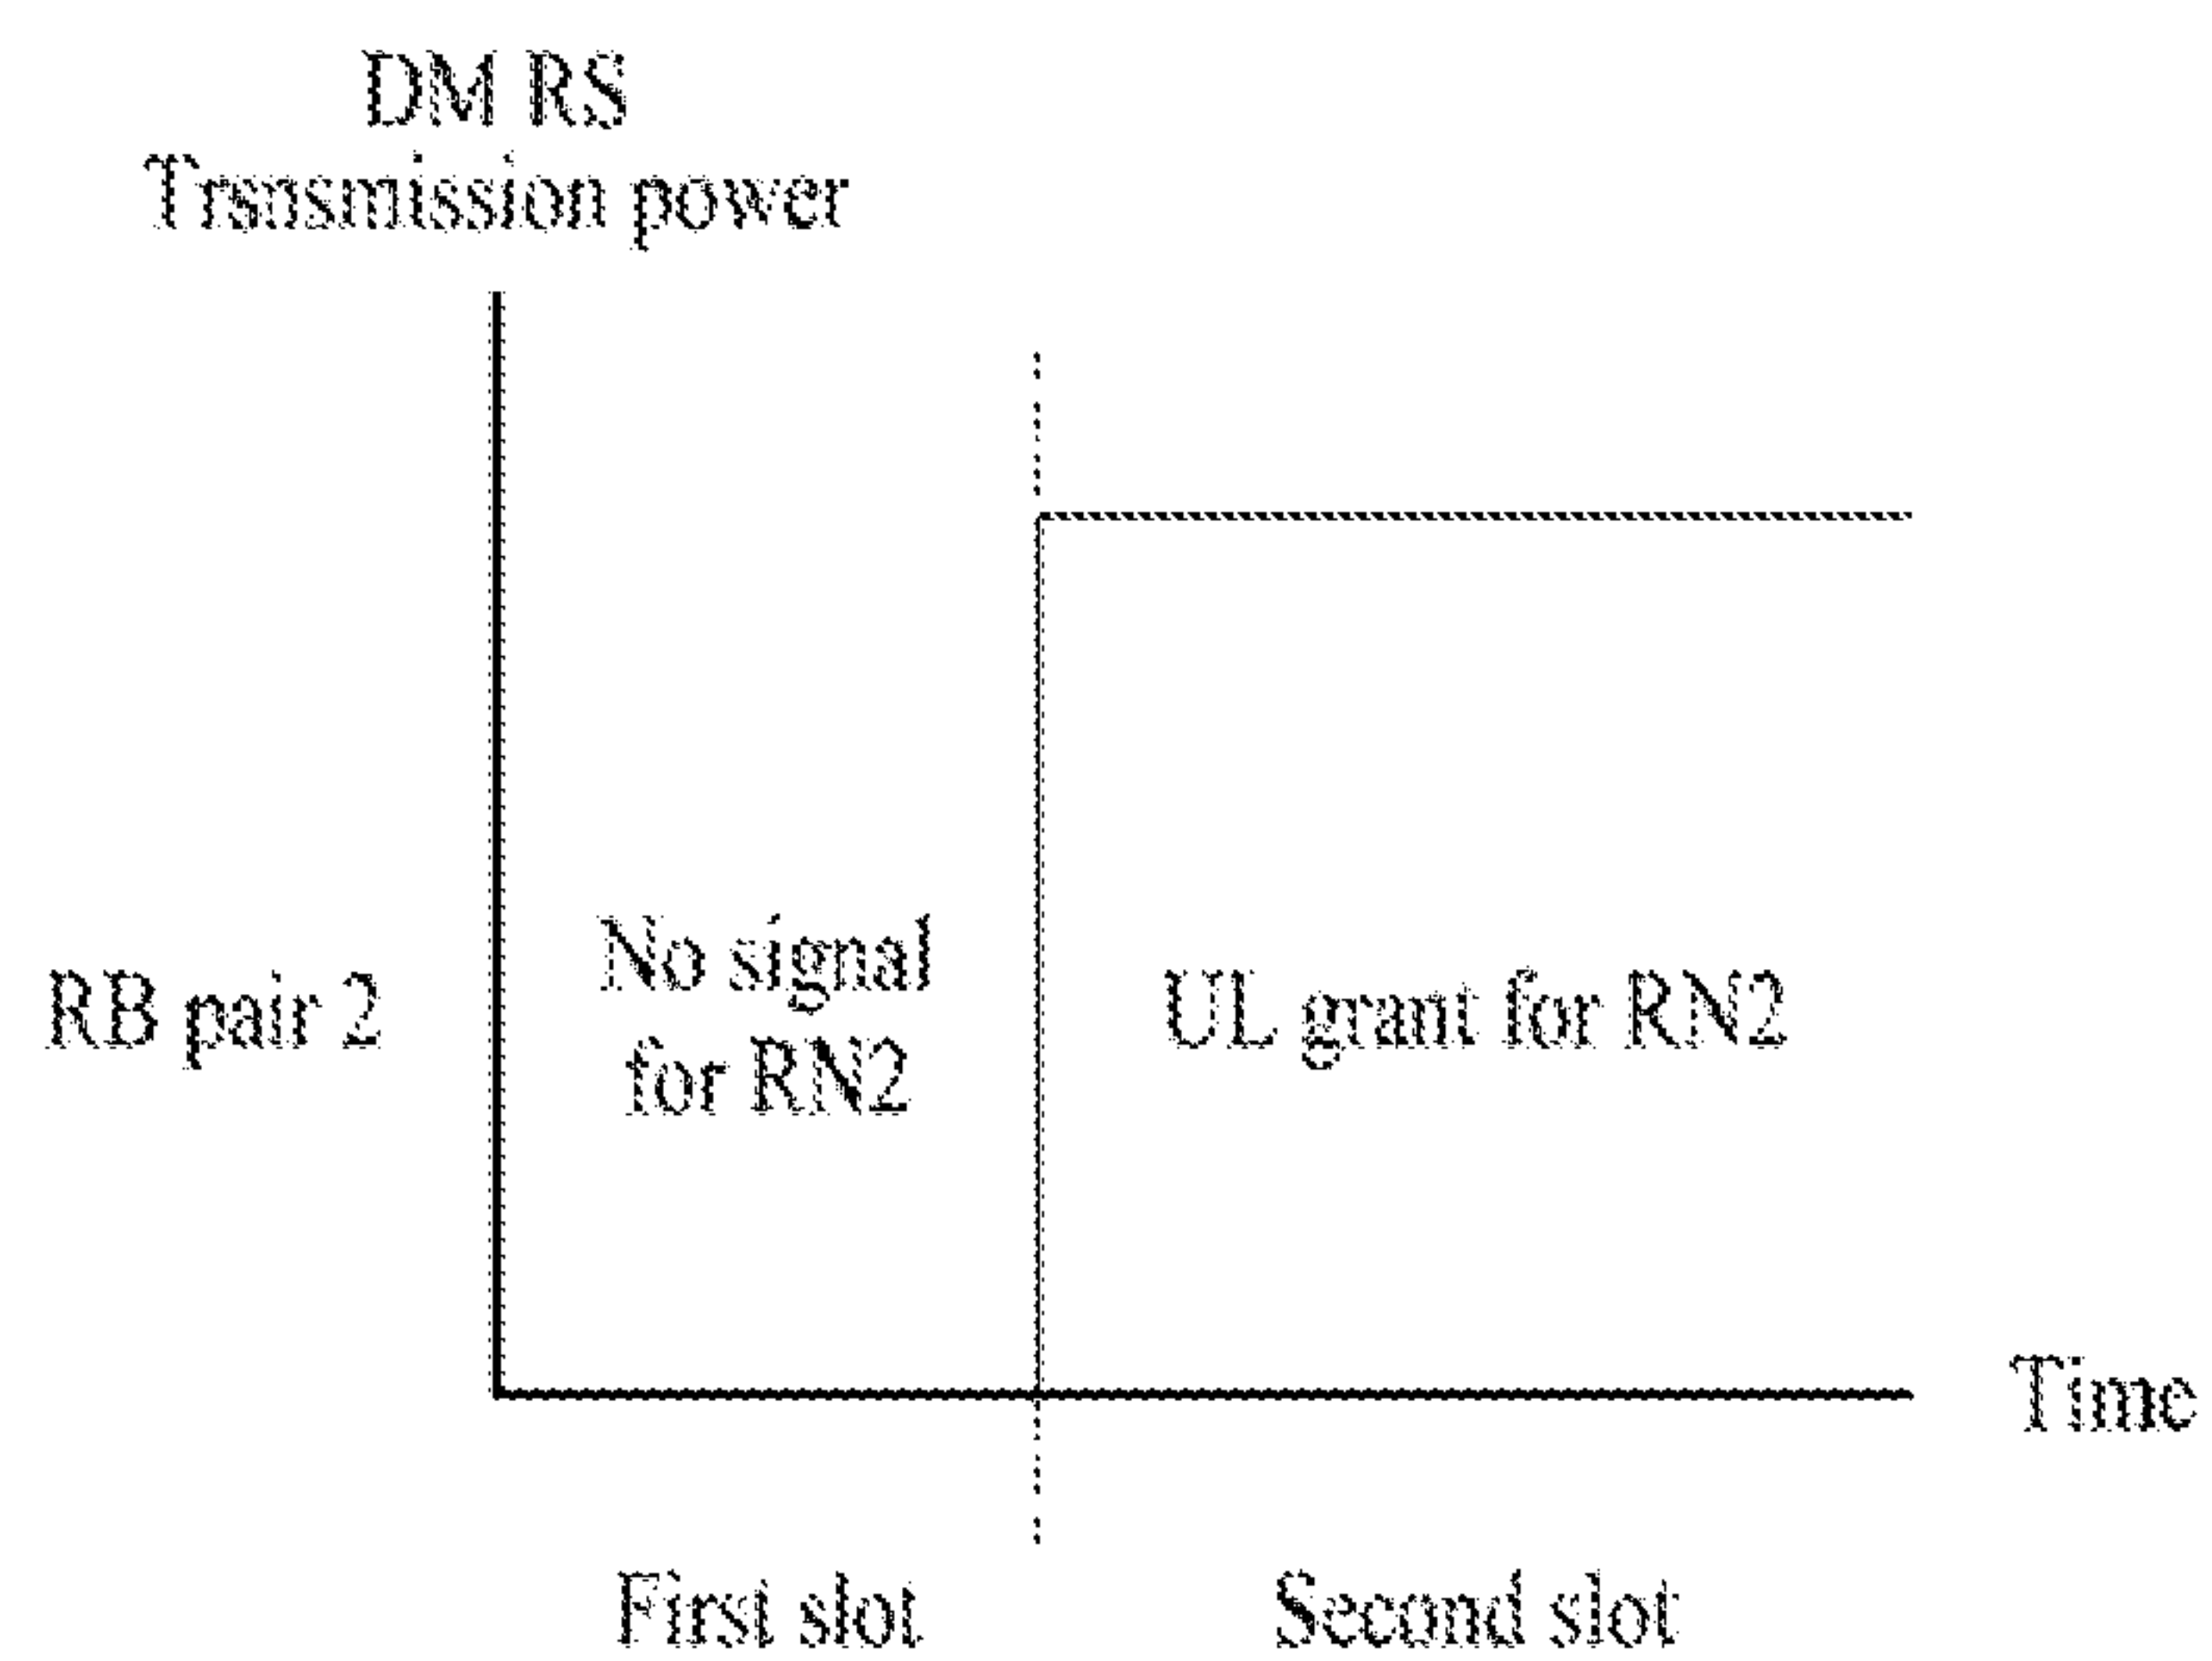 DM RS
Trsnsmission power
No signal
for RN2
RB pair 2
UL grant for RN2
Time
First slot
Second slot